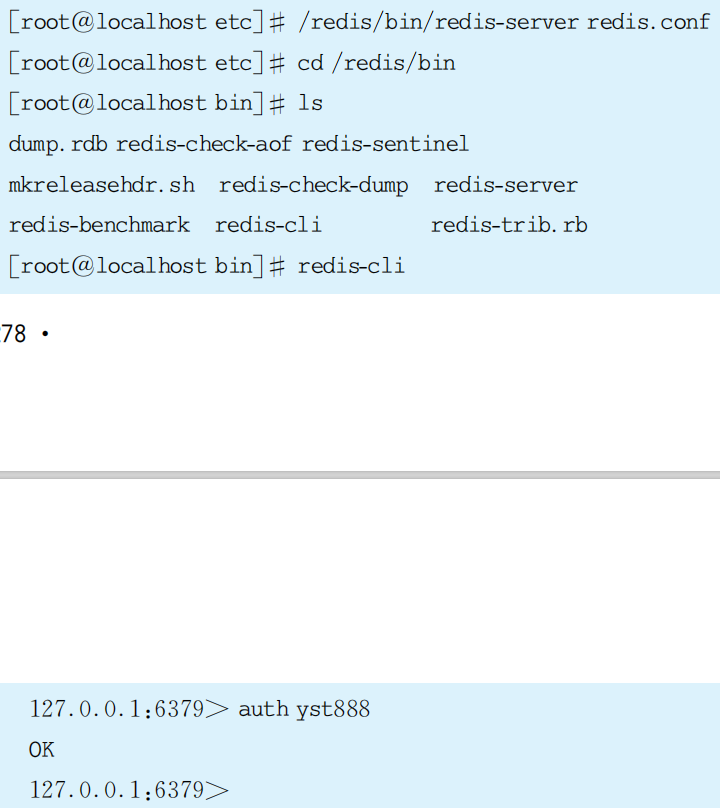 [root@localhost etc]# /redis/bin/redis-server redis.conf
[root@localhost etc]# cd /redis/bin
[root@localhost bin]# ls
dump.rdb redis-check-aof redis-sentinel
mkreleasehdr.sh redis-check-dump redis-server
redis-benchmark redis-cli redis-trib.rb
[root@localhost bin]# redis-cli
78 •
127.0.0.1:6379> auth yst888
OK
127.0.0.1:6379>